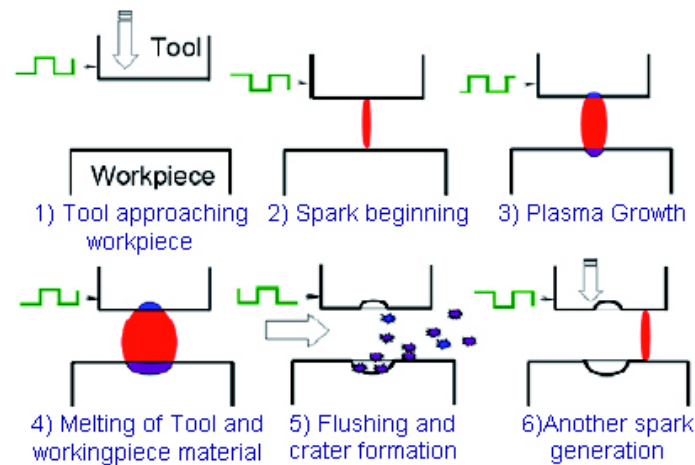 Tool
Workpiece
1) Tool approaching
workpiece
2) Spark beginning
3) Plasma Growth
4) Melting of Tool and
workingpiece material
5) Flushing and
crater formation
6)Another spark
generation